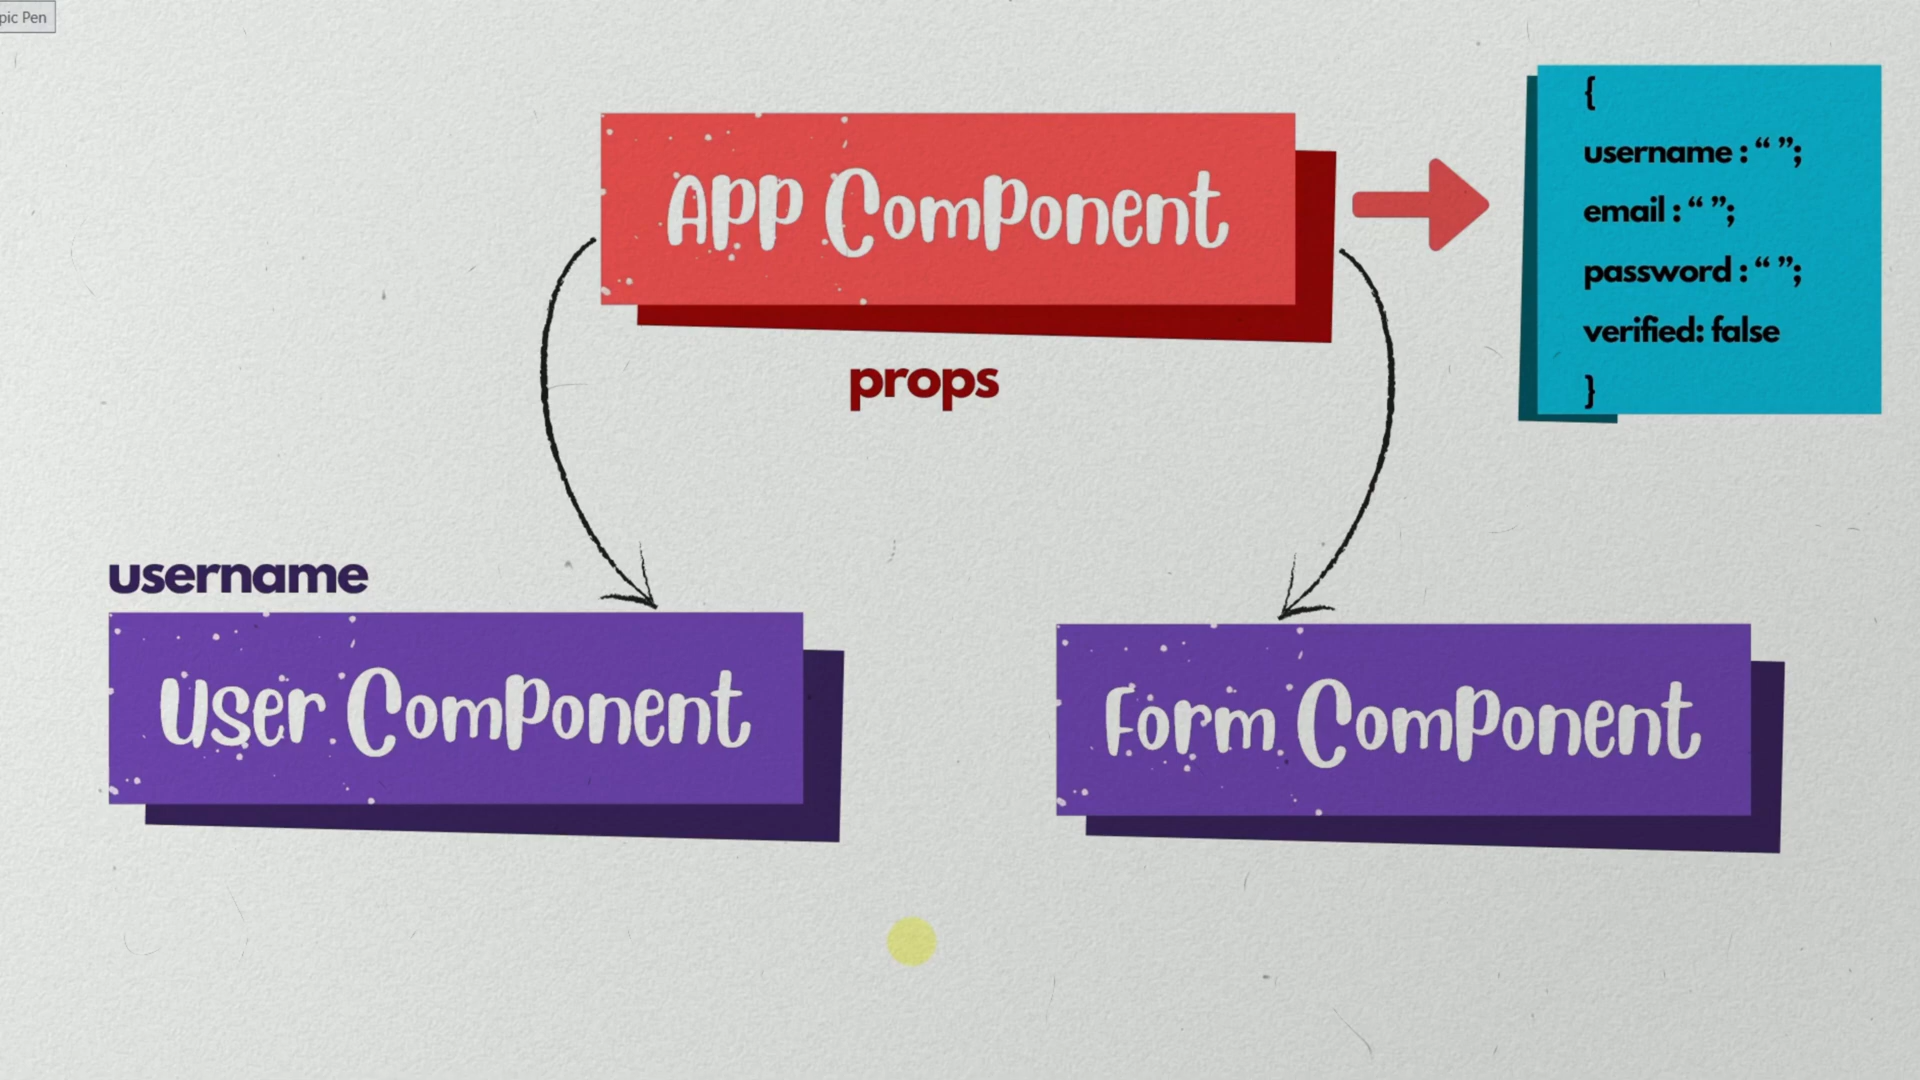 pic Pen
App Component
{
username : “ ”;
email : “ ”;
password : “ ”;
verified: false
}
props
username
User Component
Form Component